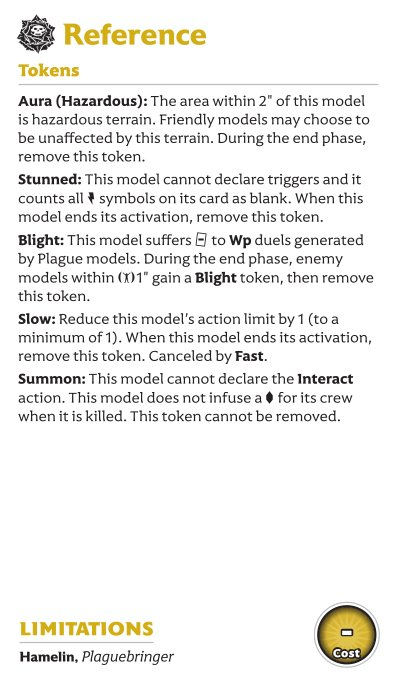 Reference
Tokens
Aura (Hazardous): The area within 2" of this model
is hazardous terrain. Friendly models may choose to
be unaffected by this terrain. During the end phase,
remove this token.
Stunned: This model cannot declare triggers and it
counts all symbols on its card as blank. When this
model ends its activation, remove this token.
Blight: This model suffers to Wp duels generated
by Plague models. During the end phase, enemy
models within 1" gain a Blight token, then remove
this token.
Slow: Reduce this model's action limit by 1 (to a
minimum of 1). When this model ends its activation,
remove this token. Canceled by Fast.
Summon: This model cannot declare the Interact
action. This model does not infuse a for its crew
when it is killed. This token cannot be removed.
LIMITATIONS
Hamelin, Plaguebringer
-
Cost